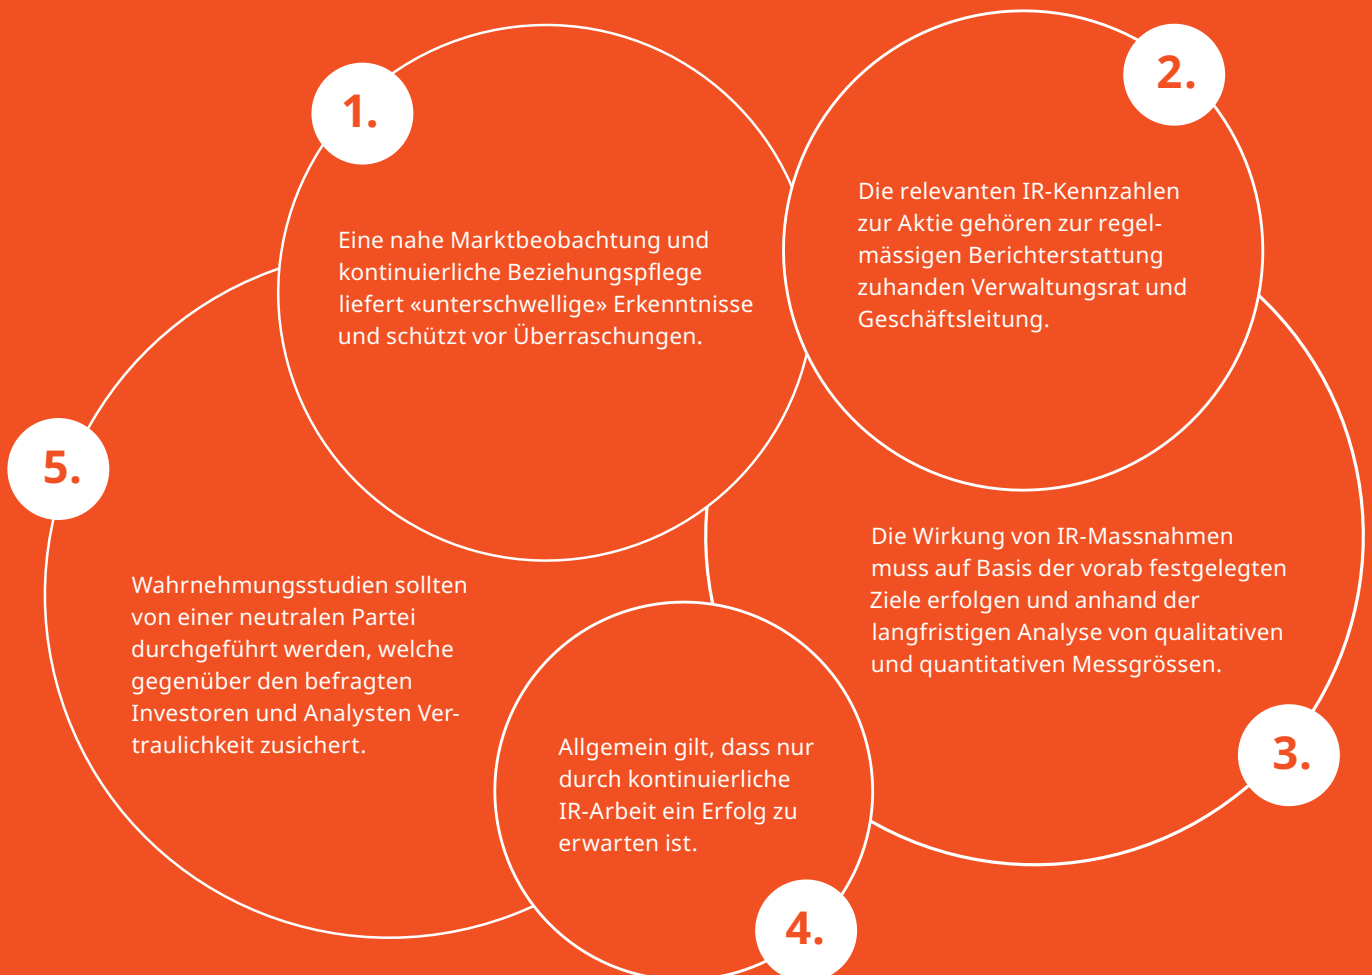 1.
Eine nahe Marktbeobachtung und
kontinuierliche Beziehungspflege
liefert «unterschwellige» Erkenntnisse
und schützt vor Überraschungen.
2.
Die relevanten IR-Kennzahlen
zur Aktie gehören zur regel-
mässigen Berichterstattung
zuhanden Verwaltungsrat und
Geschäftsleitung.
3.
Die Wirkung von IR-Massnahmen
muss auf Basis der vorab festgelegten
Ziele erfolgen und anhand der
langfristigen Analyse von qualitativen
und quantitativen Messgrössen.
4.
Allgemein gilt, dass nur
durch kontinuierliche
IR-Arbeit ein Erfolg zu
erwarten ist.
5.
Wahrnehmungsstudien sollten
von einer neutralen Partei
durchgeführt werden, welche
gegenüber den befragten
Investoren und Analysten Ver-
traulichkeit zusichert.